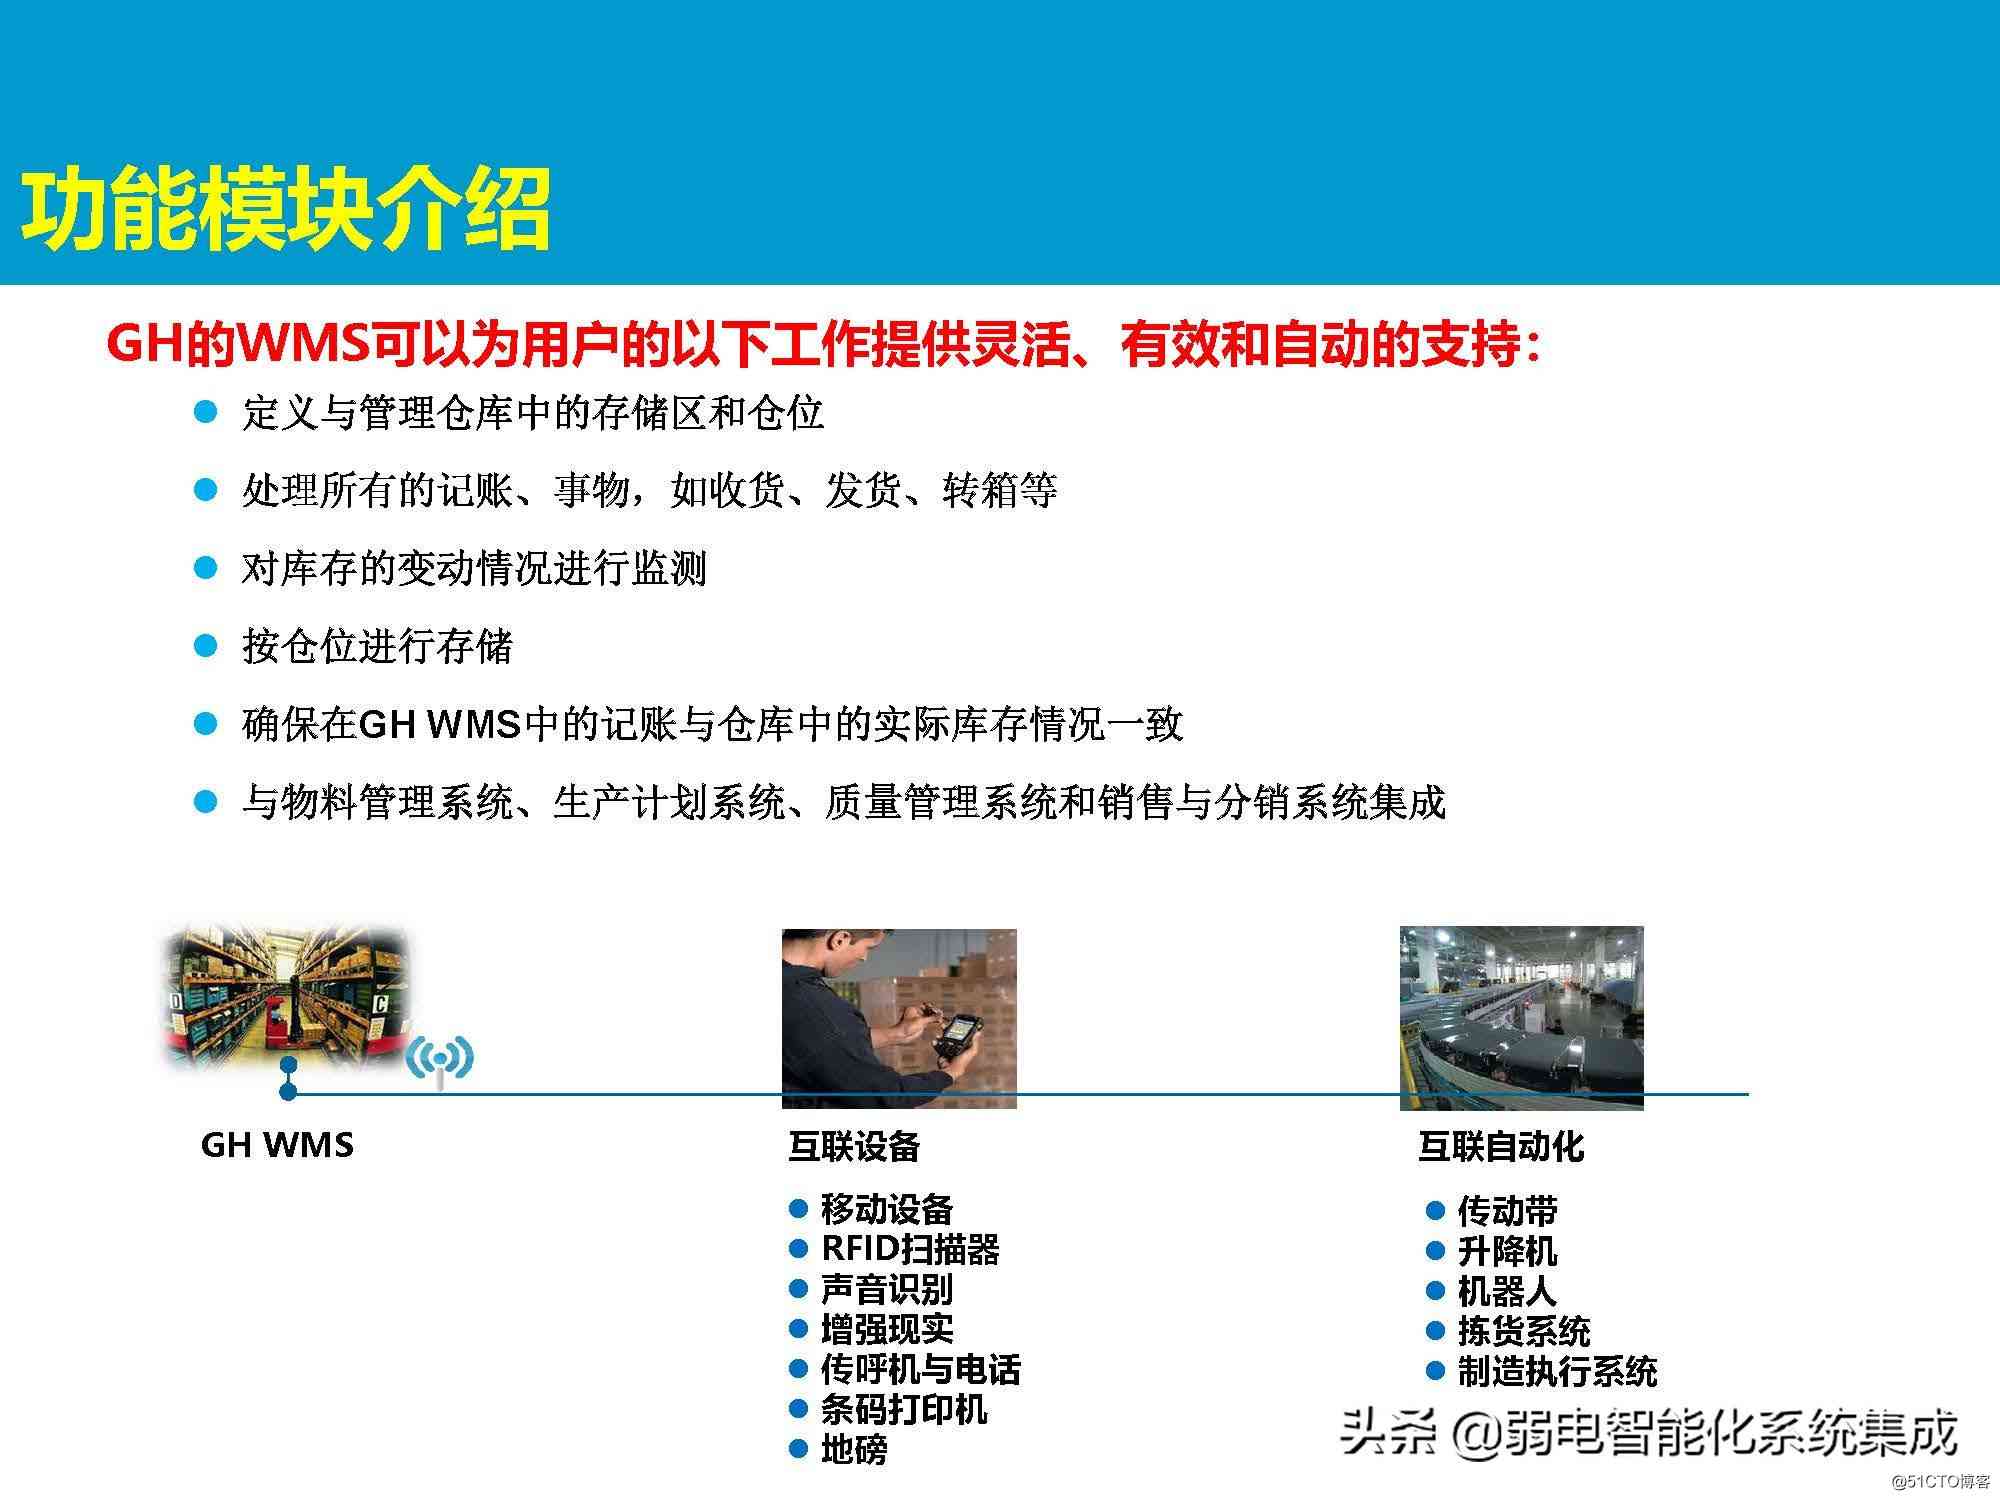 功能模块介绍
GH的WMS可以为用户的以下工作提供灵活、有效和自动的支持：
定义与管理仓库中的存储区和仓位
处理所有的记账、事物，如收货、发货、转箱等
对库存的变动情况进行监测
按仓位进行存储
确保在GH WMS中的记账与仓库中的实际库存情况一致
与物料管理系统、生产计划系统、质量管理系统和销售与分销系统集成
D
C
GH WMS
互联设备
移动设备
RFID扫描器
声音识别
增强现实
传呼机与电话
条码打印机
地磅
互联自动化
传动带
升降机
机器人
拣货系统
制造执行系统
头条 @弱电智能化系统集成
@51CTO博客